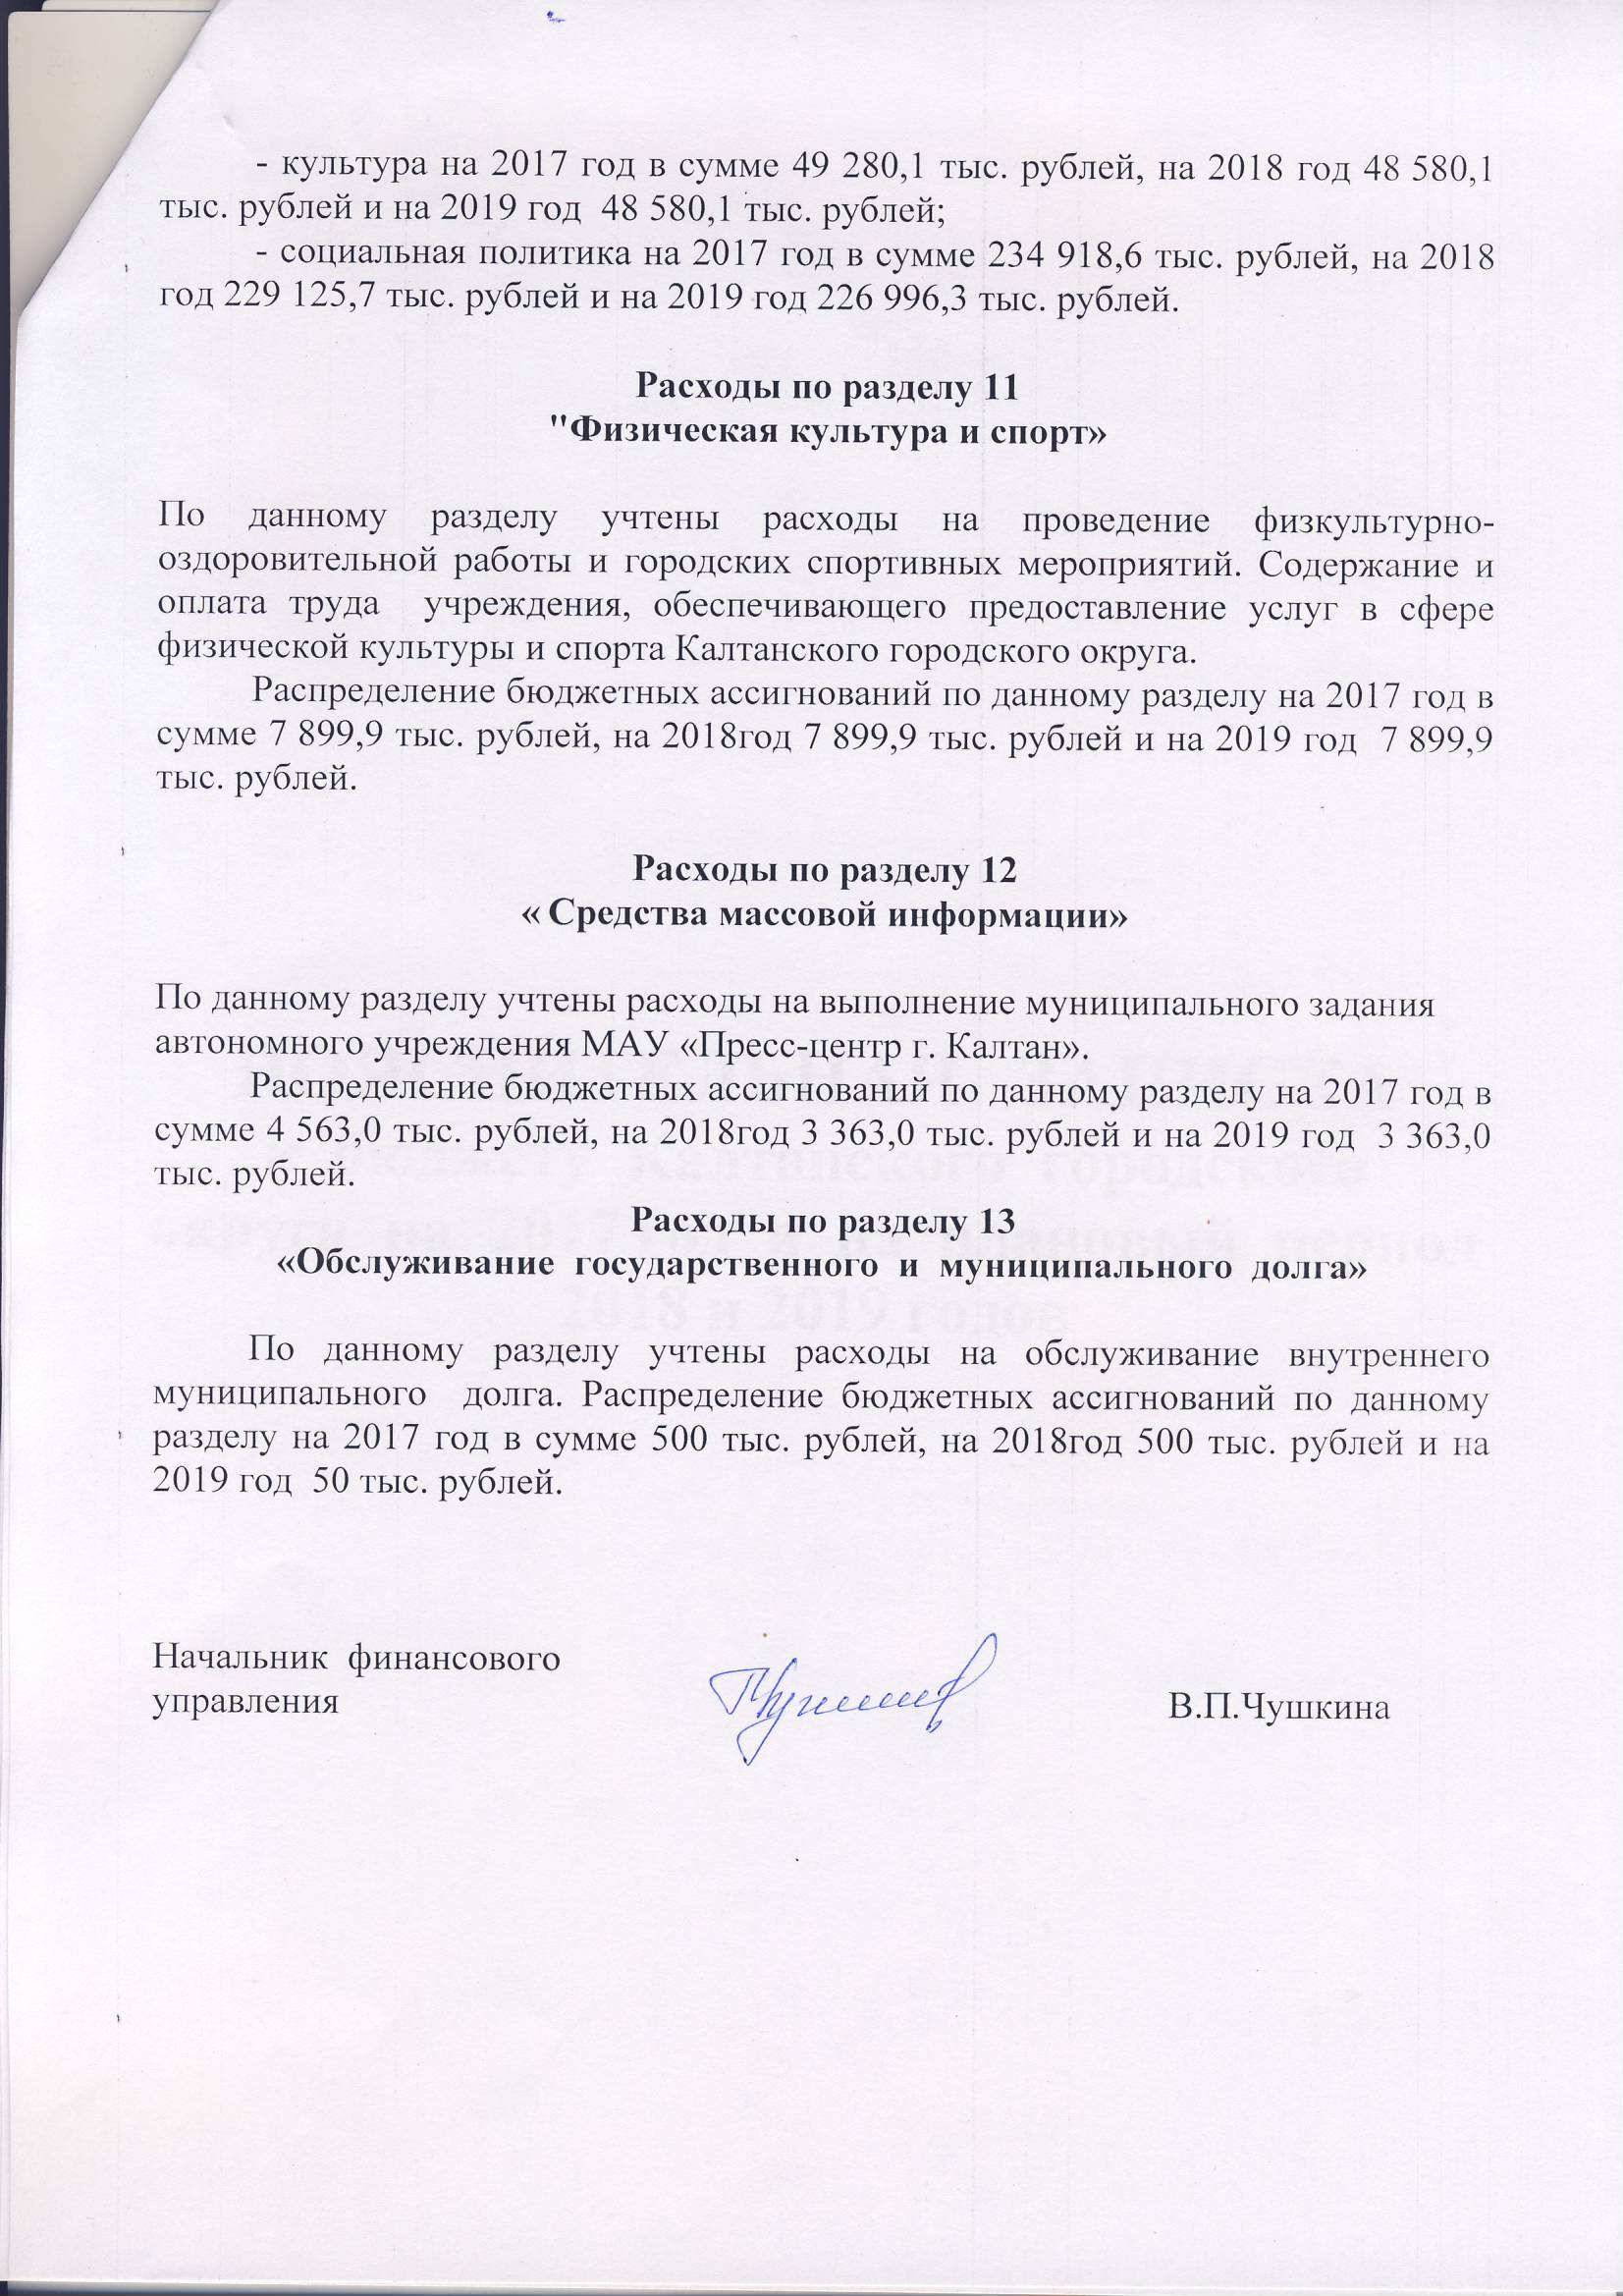 - культура на 2017 год в сумме 49 280,1 тыс. рублей, на 2018 год 48 580,1
тыс. рублей и на 2019 год  48 580,1 тыс. рублей;
- социальная политика на 2017 год в сумме 234 918,6 тыс. рублей, на 2018
год 229 125,7 тыс. рублей и на 2019 год 226 996,3 тыс. рублей.
Расходы по разделу 11
"Физическая культура и спорт»
По данному разделу учтены расходы на проведение физкультурно-
оздоровительной работы и городских спортивных мероприятий. Содержание и
оплата труда  учреждения, обеспечивающего предоставление услуг в сфере
физической культуры и спорта Калтанского городского округа.
Распределение бюджетных ассигнований по данному разделу на 2017 год в
сумме 7 899,9 тыс. рублей, на 2018год 7 899,9 тыс. рублей и на 2019 год  7 899,9
тыс. рублей.
Расходы по разделу 12
« Средства массовой информации»
По данному разделу учтены расходы на выполнение муниципального задания
автономного учреждения МАУ «Пресс-центр г. Калтан».
Распределение бюджетных ассигнований по данному разделу на 2017 год в
сумме 4 563,0 тыс. рублей, на 2018год 3 363,0 тыс. рублей и на 2019 год  3 363,0
тыс. рублей.
Расходы по разделу 13
«Обслуживание  государственного  и  муниципального  долга»
По данному разделу учтены расходы на обслуживание внутреннего
муниципального  долга. Распределение бюджетных ассигнований по данному
разделу на 2017 год в сумме 500 тыс. рублей, на 2018год 500 тыс. рублей и на
2019 год  50 тыс. рублей.
Начальник  финансового
управления В.П.Чушкина